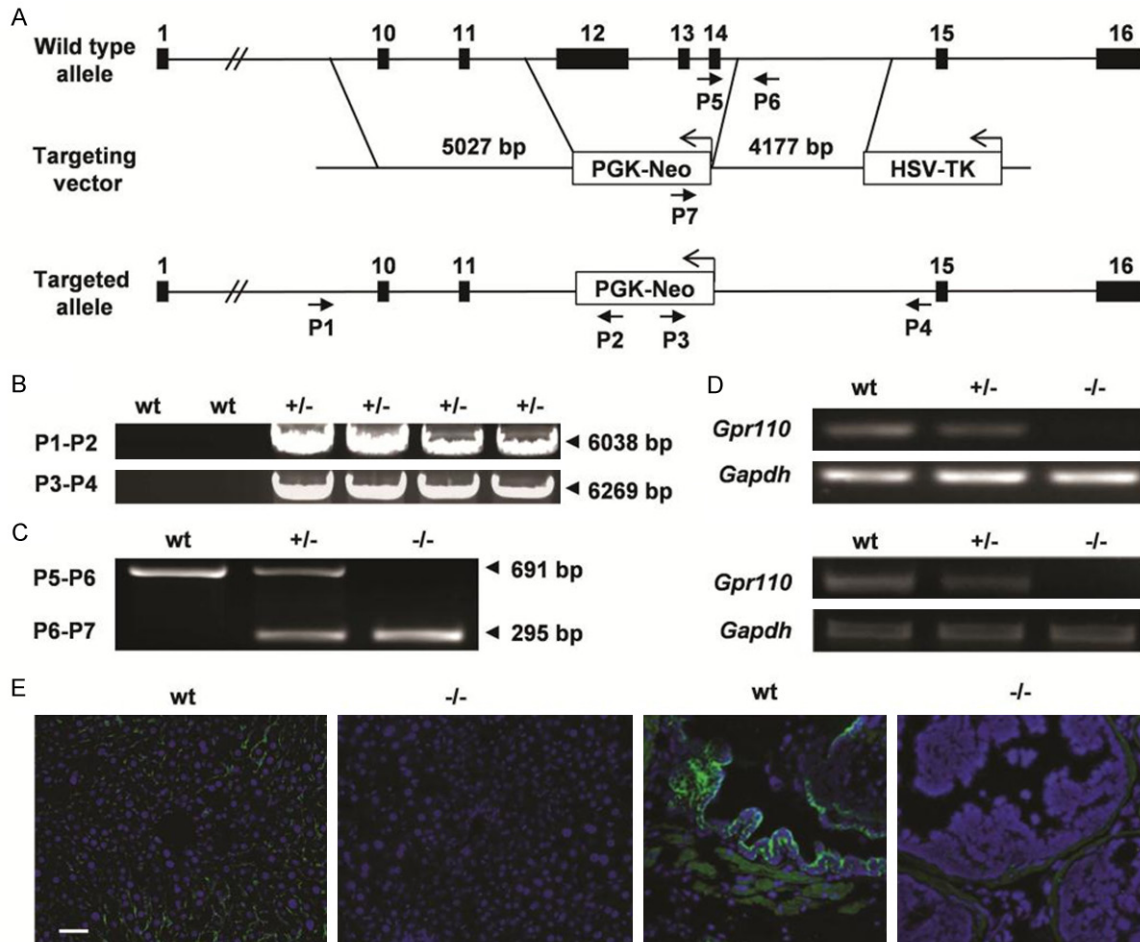 A
1 10 11 12 13 14 15 16
Wild type
allele
P5 P6
5027 bp 4177 bp
Targeting
vector
PGK-Neo HSV-TK
P7
Targeted
allele
1 10 11 15 16
PGK-Neo
P1 P2 P3 P4
B
wt wt +/- +/- +/- +/-
P1-P2 6038 bp
P3-P4 6269 bp
C
wt +/- -/-
P5-P6 691 bp
P6-P7 295 bp
D
wt +/- -/-
Gpr110
Gapdh
wt +/- -/-
Gpr110
Gapdh
E
wt -/- wt -/-